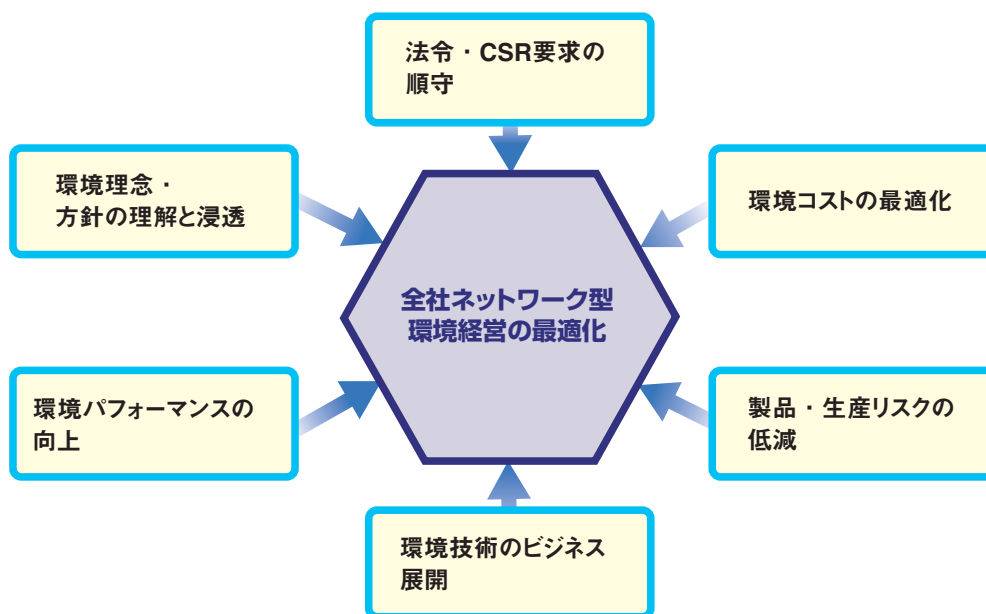 法令・CSR要求の
順守
環境理念・
方針の理解と浸透
環境コストの最適化
全社ネットワーク型
環境経営の最適化
環境パフォーマンスの
向上
製品・生産リスクの
低減
環境技術のビジネス
展開